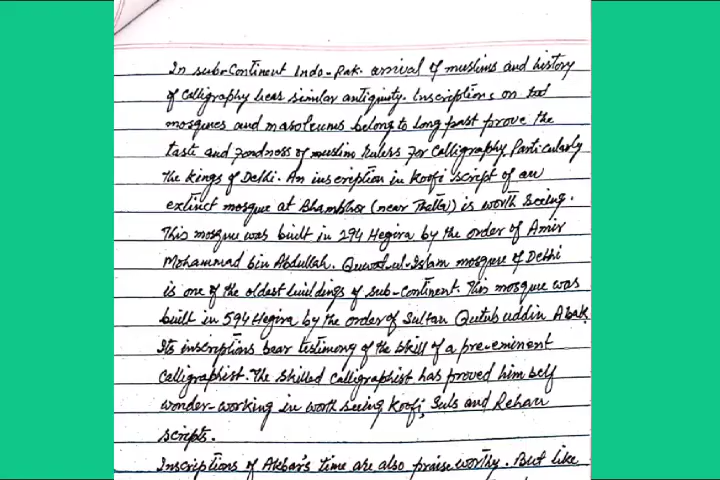 In sub-Continent Indo-Pak. arrival of muslims and history
of calligraphy bears similar antiquity. Inscriptions on
mosques and masoleums belong to long past prove the
taste and fondness of muslim rulers for calligraphy Particularly
the kings of Delhi. An inscription in Koofi script of an
extinct mosque at Bhambhor (near Thatta) is worth seeing.
This mosque was built in 294 Hegira by the order of Amir
Mohammad bin Abdullah. Quwat-ul-Islam mosque of Delhi
is one of the oldest buildings of sub-continent. This mosque was
built in 594 Hegira by the order of Sultan Qutub uddin Abak
Its inscriptions bear testimony of the skill of a pre-eminent
calligraphist. The skilled calligraphist has proved him self
wonder-working in worth seeing Koofi, Suls and Rehan
scripts.
Inscriptions of Akbar's time are also praise worthy. But like